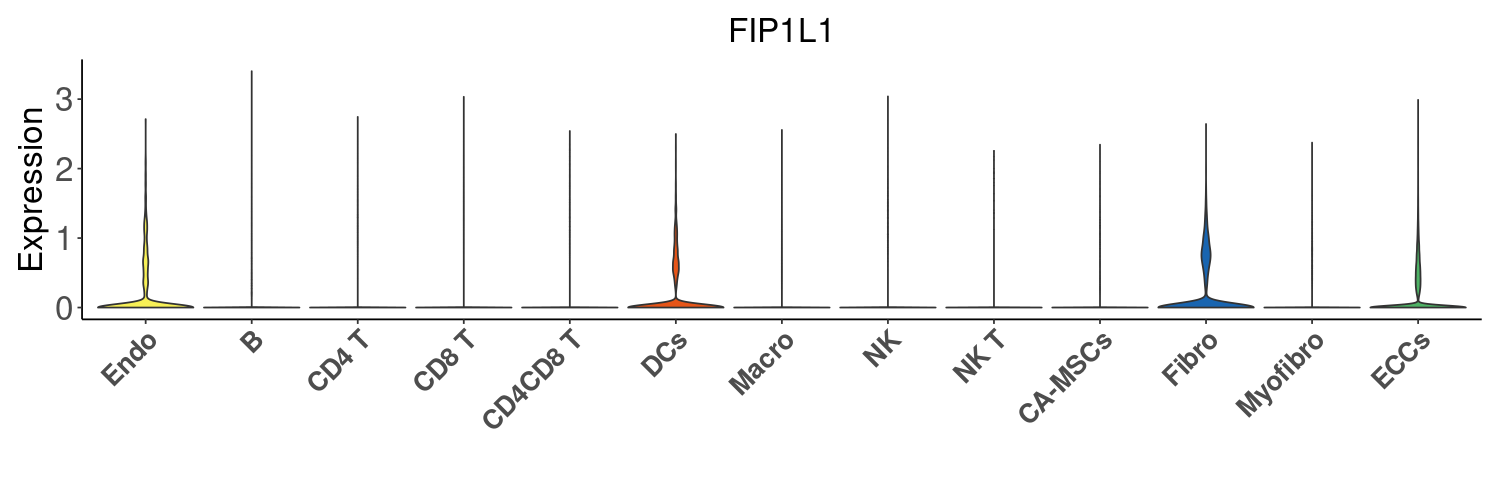 FIP1L1
Expression
3
2
1
0
Endo
B
CD4 T
CD8 T
CD4CD8 T
DCs
Macro
NK
NK T
CA-MSCs
Fibro
Myofibro
ECCs